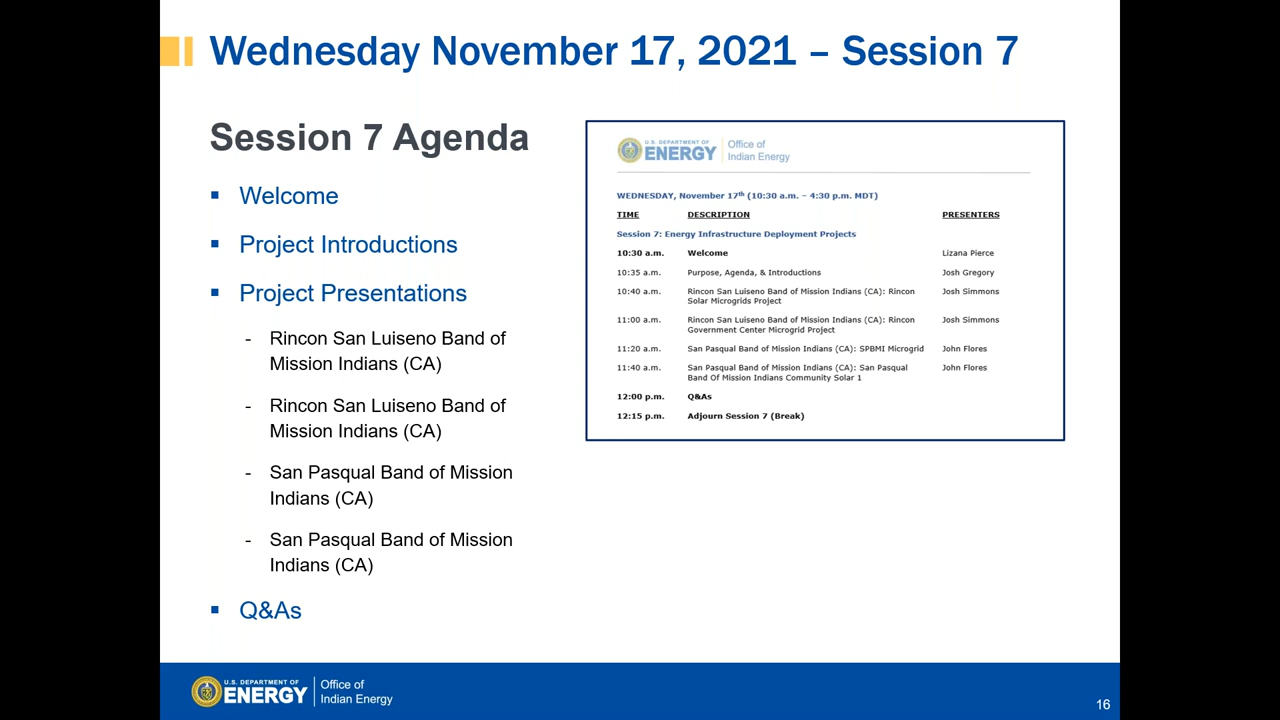 Wednesday November 17, 2021 – Session 7
Session 7 Agenda
▪ Welcome
▪ Project Introductions
▪ Project Presentations
- Rincon San Luiseno Band of
Mission Indians (CA)
- Rincon San Luiseno Band of
Mission Indians (CA)
- San Pasqual Band of Mission
Indians (CA)
- San Pasqual Band of Mission
Indians (CA)
▪ Q&As
U.S. DEPARTMENT OF
ENERGY
Office of
Indian Energy
WEDNESDAY, November 17th (10:30 a.m. – 4:30 p.m. MDT)
TIME DESCRIPTION PRESENTERS
Session 7: Energy Infrastructure Deployment Projects
10:30 a.m. Welcome Lizana Pierce
10:35 a.m. Purpose, Agenda, & Introductions Josh Gregory
10:40 a.m. Rincon San Luiseno Band of Mission Indians (CA): Rincon Josh Simmons
Solar Microgrids Project
11:00 a.m. Rincon San Luiseno Band of Mission Indians (CA): Rincon Josh Simmons
Government Center Microgrid Project
11:20 a.m. San Pasqual Band of Mission Indians (CA): SPBMI Microgrid John Flores
11:40 a.m. San Pasqual Band of Mission Indians (CA): San Pasqual John Flores
Band Of Mission Indians Community Solar 1
12:00 p.m. Q&As
12:15 p.m. Adjourn Session 7 (Break)
U.S. DEPARTMENT OF
ENERGY
Office of
Indian Energy
16